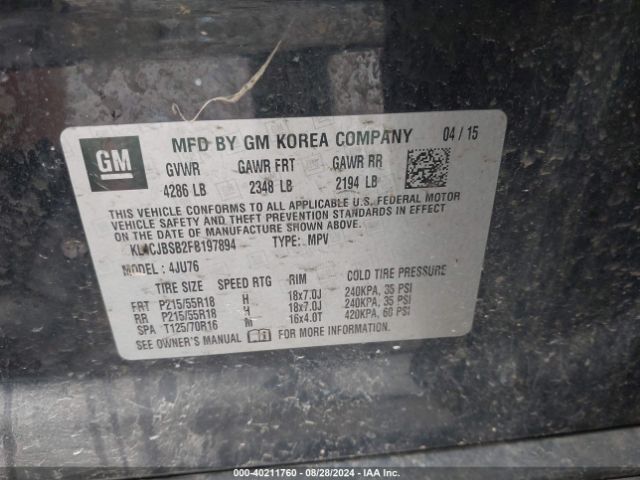 GM
MFD BY GM KOREA COMPANY 04 / 15
GVWR GAWR FRT GAWR RR
4286 LB 2348 LB 2194 LB
THIS VEHICLE CONFORMS TO ALL APPLICABLE U.S. FEDERAL MOTOR
VEHICLE SAFETY AND THEFT PREVENTION STANDARDS IN EFFECT
ON THE DATE OF MANUFACTURE SHOWN ABOVE.
KL4CJBSB2FB197894 TYPE: MPV
MODEL : 4JU76
TIRE SIZE SPEED RTG RIM COLD TIRE PRESSURE
FRT P215/55R18 H 18x7.0J 240KPA, 35 PSI
RR P215/55R18 H 18x7.0J 240KPA, 35 PSI
SPA T125/70R16 M 16x4.0T 420KPA, 60 PSI
SEE OWNER'S MANUAL FOR MORE INFORMATION.
000-40211760 - 08/28/2024 - IAA Inc.